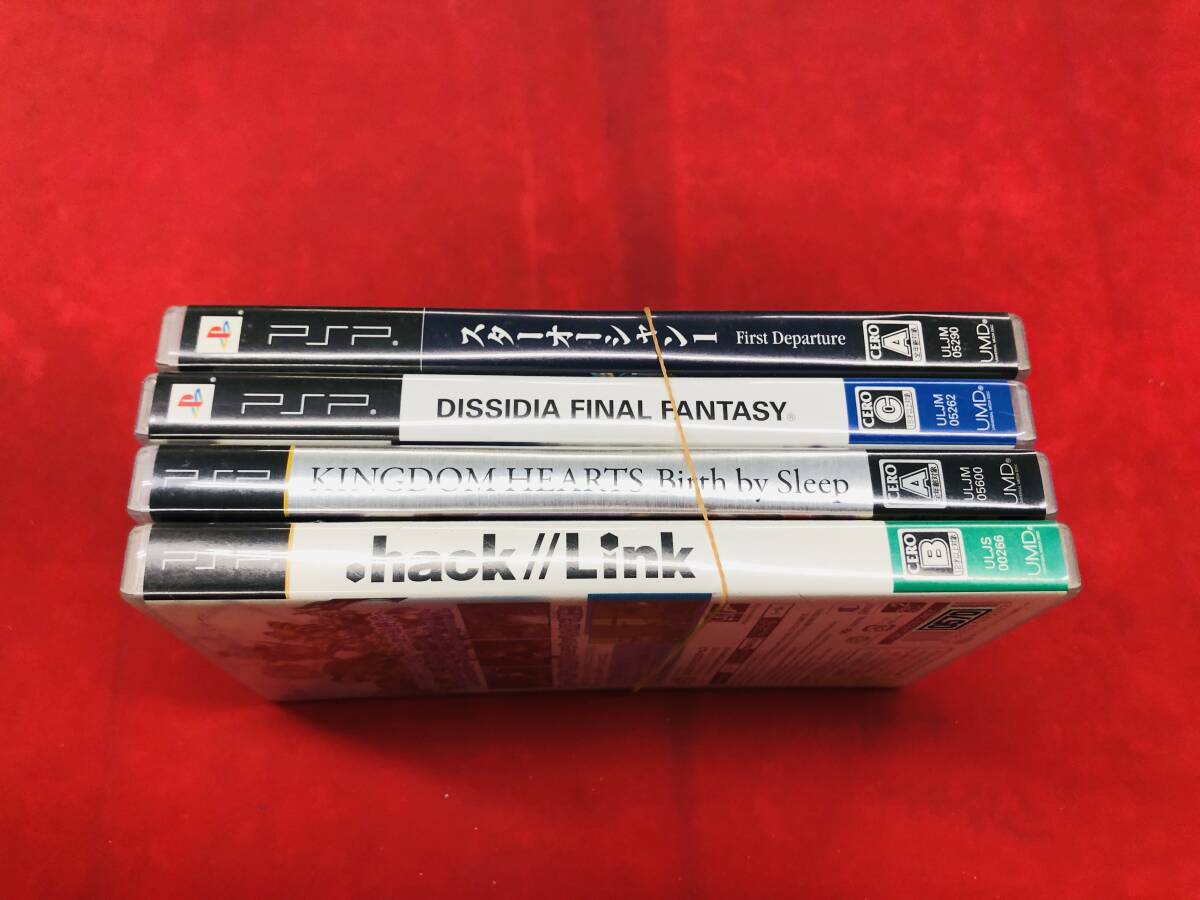 PSP スターオーシャン1 First Departure CERO A ULJM 05290 UMD
PSP DISSIDIA FINAL FANTASY® CERO C ULJM 05262 UMD
PSP KINGDOM HEARTS Birth by Sleep CERO A ULJM 05600 UMD
PSP .hack//Link CERO B ULJS 00266 UMD